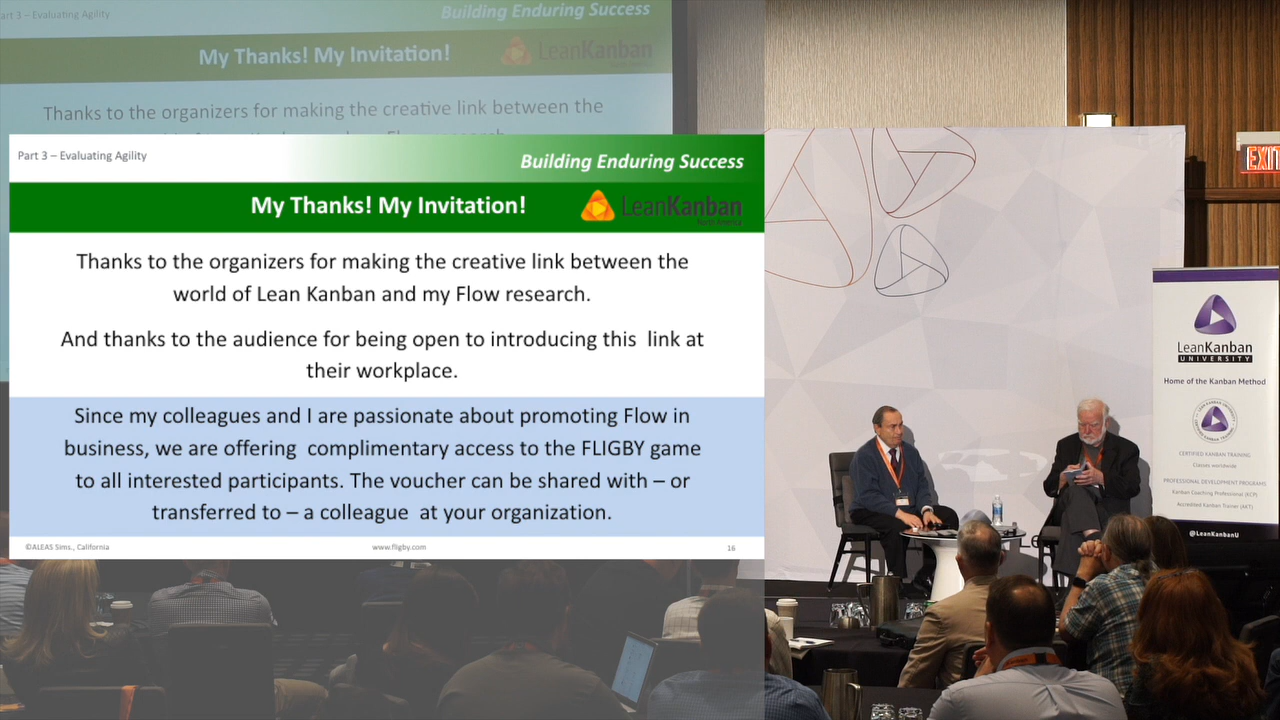 art 3 – Evaluating Agility
Building Enduring Success
My Thanks! My Invitation!
LeanKanban
Thanks to the organizers for making the creative link between the
Part 3 – Evaluating Agility
Building Enduring Success
My Thanks! My Invitation!
LeanKanban
North America
Thanks to the organizers for making the creative link between the
world of Lean Kanban and my Flow research.
And thanks to the audience for being open to introducing this link at
their workplace.
Since my colleagues and I are passionate about promoting Flow in
business, we are offering complimentary access to the FLIGBY game
to all interested participants. The voucher can be shared with – or
transferred to – a colleague at your organization.
©ALEAS Sims., California
www.fligby.com
16
EXIT
LeanKanban
UNIVERSITY
Home of the Kanban Method
CERTIFIED KANBAN TRAINING
Classes worldwide
PROFESSIONAL DEVELOPMENT PROGRAMS
Kanban Coaching Professional (KCP)
Accredited Kanban Trainer (AKT)
@LeanKanbanU